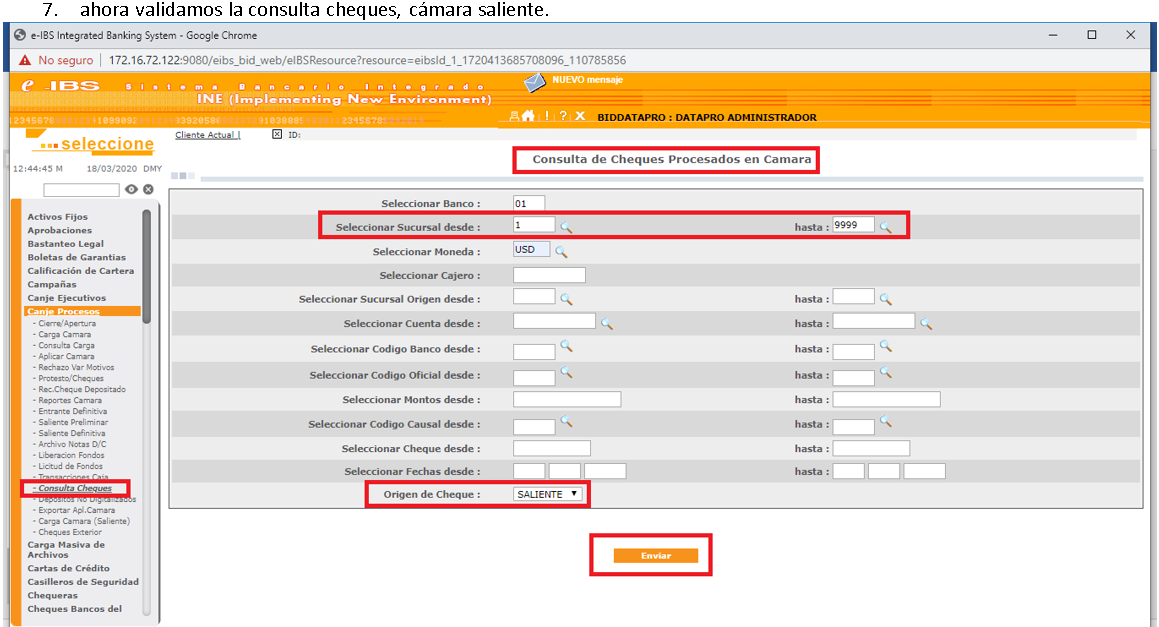 7. ahora validamos la consulta cheques, cámara saliente.
e-IBS Integrated Banking System - Google Chrome
No seguro | 172.16.72.122:9080/eibs_bid_web/eIBSResource?resource=eibsId_1_1720413685708096_110785856
e-IBS Sistema Bancario Integrado
NUEVO mensaje
INE (Implementing New Environment)
! ? X BIDDATAPRO : DATAPRO ADMINISTRADOR
...seleccione
Cliente Actual | ID:
12:44:45 M 18/03/2020 DMY
Consulta de Cheques Procesados en Camara
Activos Fijos
Aprobaciones
Bastanteo Legal
Boletas de Garantias
Calificación de Cartera
Campañas
Canje Ejecutivos
Canje Procesos
- Cierre/Apertura
- Carga Camara
- Consulta Carga
- Aplicar Camara
- Rechazo Var Motivos
- Protesto/Cheques
- Rec.Cheque Depositado
- Reportes Camara
- Entrante Definitiva
- Saliente Preliminar
- Saliente Definitiva
- Archivo Notas D/C
- Liberacion Fondos
- Licitud de Fondos
- Transacciones Caja
- Consulta Cheques
- Depositos No Digitalizados
- Exportar Apl.Camara
- Carga Camara (Saliente)
- Cheques Exterior
Carga Masiva de
Archivos
Cartas de Crédito
Casilleros de Seguridad
Chequeras
Cheques Bancos del
Seleccionar Banco : 01
Seleccionar Sucursal desde : 1 hasta : 9999
Seleccionar Moneda : USD
Seleccionar Cajero :
Seleccionar Sucursal Origen desde : hasta :
Seleccionar Cuenta desde : hasta :
Seleccionar Codigo Banco desde : hasta :
Seleccionar Codigo Oficial desde : hasta :
Seleccionar Montos desde : hasta :
Seleccionar Codigo Causal desde : hasta :
Seleccionar Cheque desde : hasta :
Seleccionar Fechas desde : hasta :
Origen de Cheque : SALIENTE
Enviar